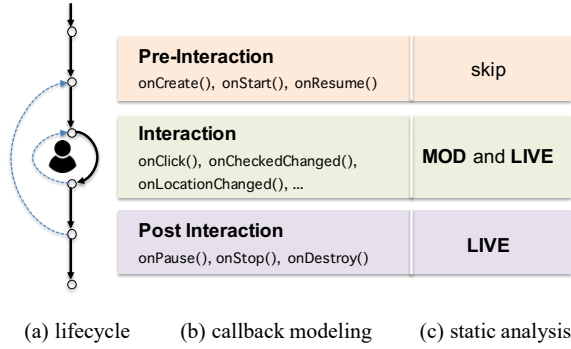 Pre-Interaction
onCreate(), onStart(), onResume()
skip
Interaction
onClick(), onCheckedChanged(),
onLocationChanged(), ...
MOD and LIVE
Post Interaction
onPause(), onStop(), onDestroy()
LIVE
(a) lifecycle (b) callback modeling (c) static analysis